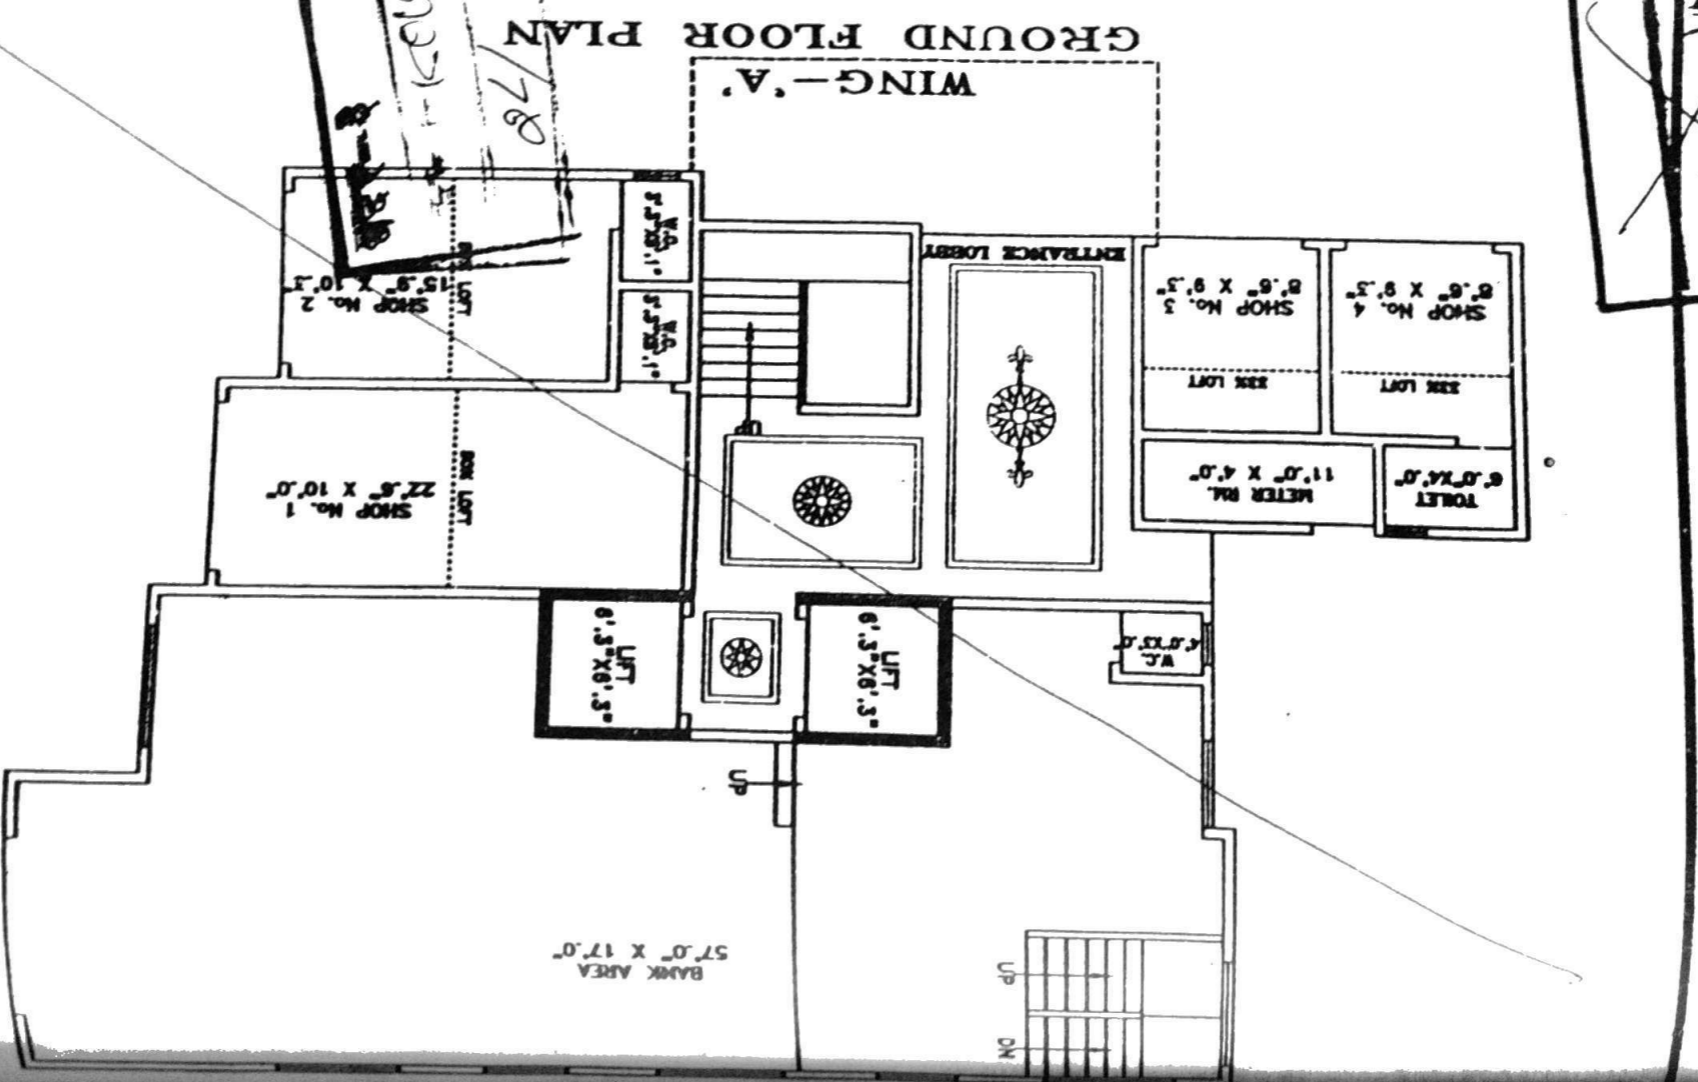 DN
UP
BANK AREA
57'.0" X 17'.0"
UP
W.C.
4'.0"X3'.0"
LIFT
6'.3"X6'.3"
LIFT
6'.3"X6'.3"
TOILET
6'.0"X4'.0"
METER RM.
11'.0" X 4'.0"
SHOP No. 1
22'.6" X 10'.0"
LOFT
UP
33% LOFT
33% LOFT
SHOP No. 4
8'.6" X 9'.3"
SHOP No. 3
8'.6" X 9'.3"
SHOP No. 2
15'.9" X 10'.3"
LOFT
W.C.
W.C.
ENTRANCE LOBBY
WING—'A'
GROUND FLOOR PLAN